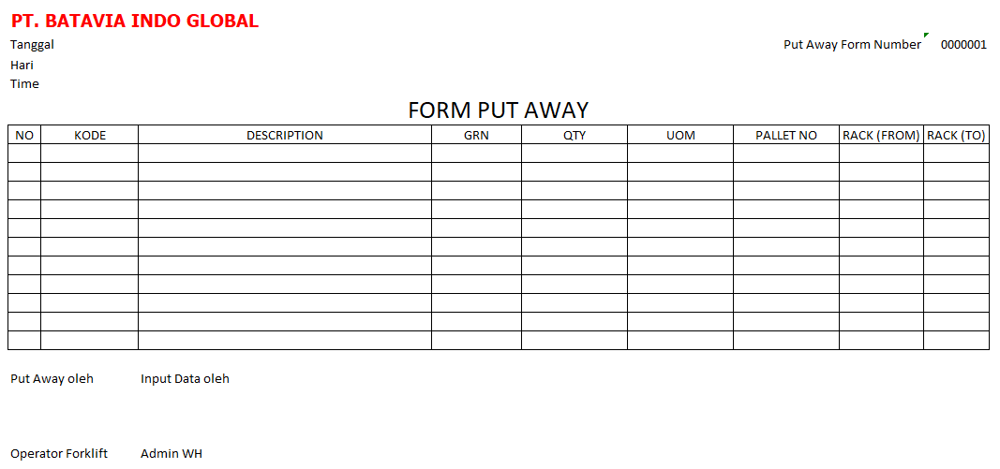 PT. BATAVIA INDO GLOBAL
Tanggal Put Away Form Number 0000001
Hari
Time
FORM PUT AWAY
NO KODE DESCRIPTION GRN QTY UOM PALLET NO RACK (FROM) RACK (TO)
Put Away oleh Input Data oleh
Operator Forklift Admin WH